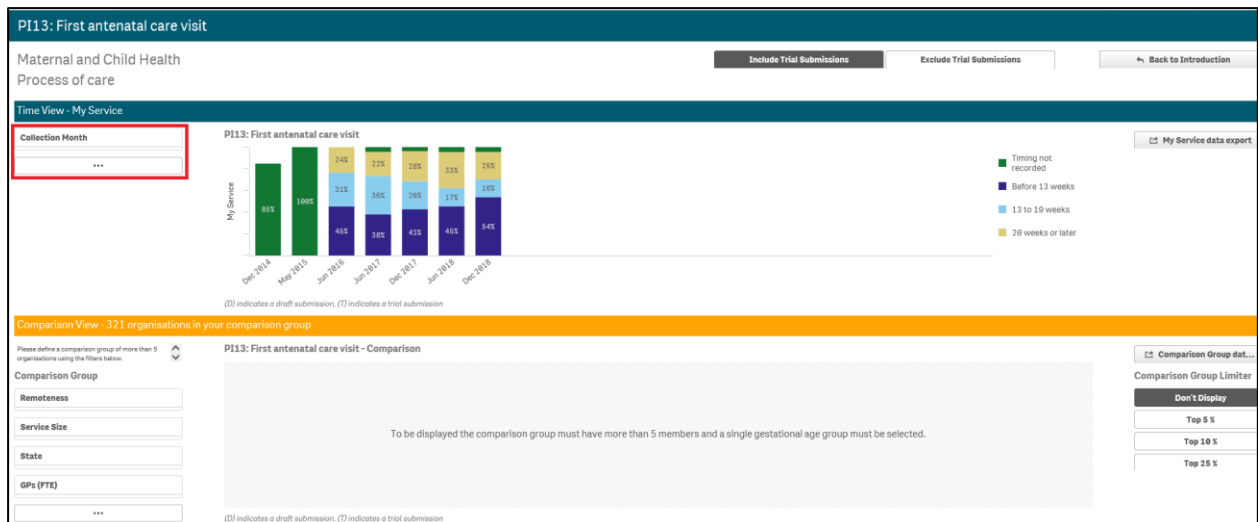 PI13: First antenatal care visit
Maternal and Child Health
Process of care
Include Trial Submissions
Exclude Trial Submissions
Back to Introduction
Time View - My Service
Collection Month
...
PI13: First antenatal care visit
My Service data export
My Service
85%
100%
24%
31%
45%
22%
36%
38%
28%
26%
43%
33%
17%
45%
26%
16%
54%
Dec 2014
May 2015
Jun 2016
Jun 2017
Dec 2017
Jun 2018
Dec 2018
Timing not
recorded
Before 13 weeks
13 to 19 weeks
20 weeks or later
(D) indicates a draft submission, (T) indicates a trial submission
Comparison View - 321 organisations in your comparison group
Please define a comparison group of more than 5
organisations using the filters below.
Comparison Group
Remoteness
Service Size
State
GPs (FTE)
...
PI13: First antenatal care visit - Comparison
To be displayed the comparison group must have more than 5 members and a single gestational age group must be selected.
(D) indicates a draft submission, (T) indicates a trial submission
Comparison Group dat...
Comparison Group Limiter
Don't Display
Top 5 %
Top 10 %
Top 25 %